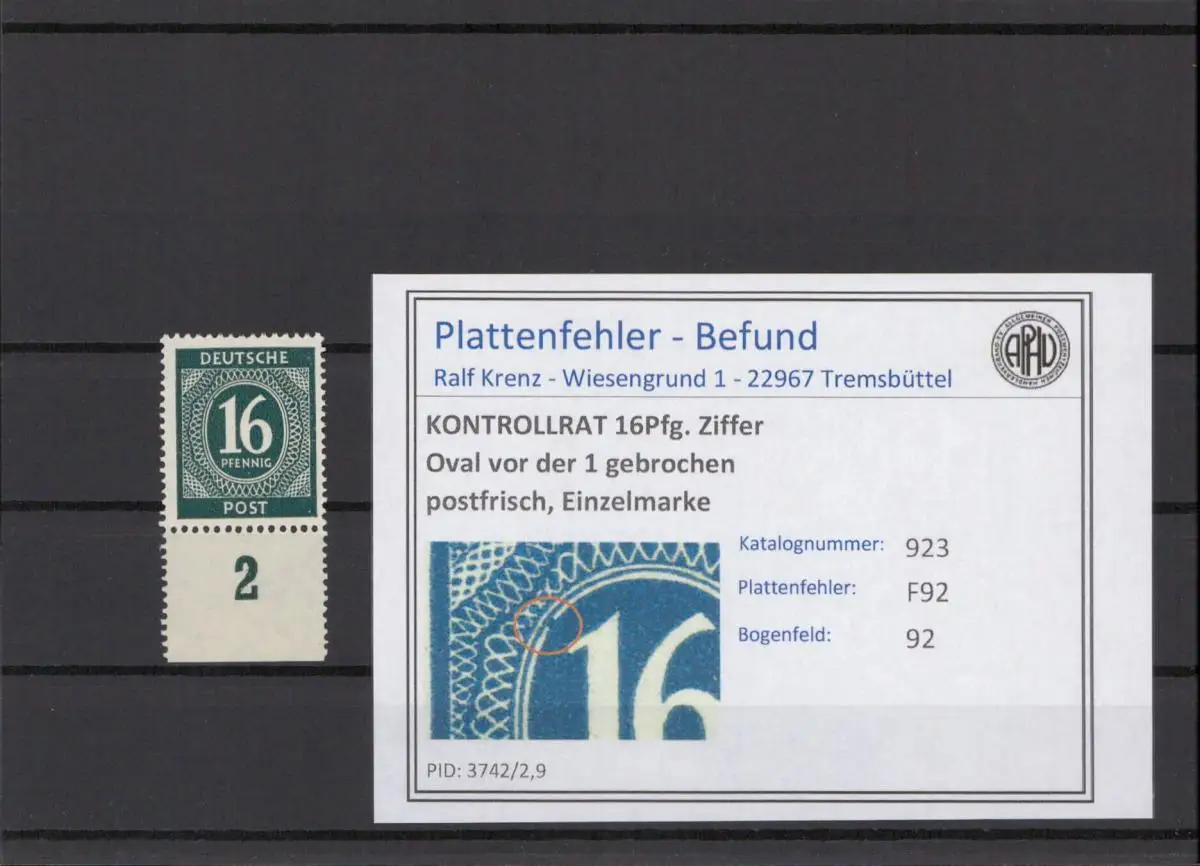 DEUTSCHE
16
PFENNIG
POST
2
Plattenfehler - Befund
Ralf Krenz - Wiesengrund 1 - 22967 Tremsbüttel
APHV
KONTROLLRAT 16Pfg. Ziffer
Oval vor der 1 gebrochen
postfrisch, Einzelmarke
16
Katalognummer: 923
Plattenfehler: F92
Bogenfeld: 92
PID: 3742/2,9